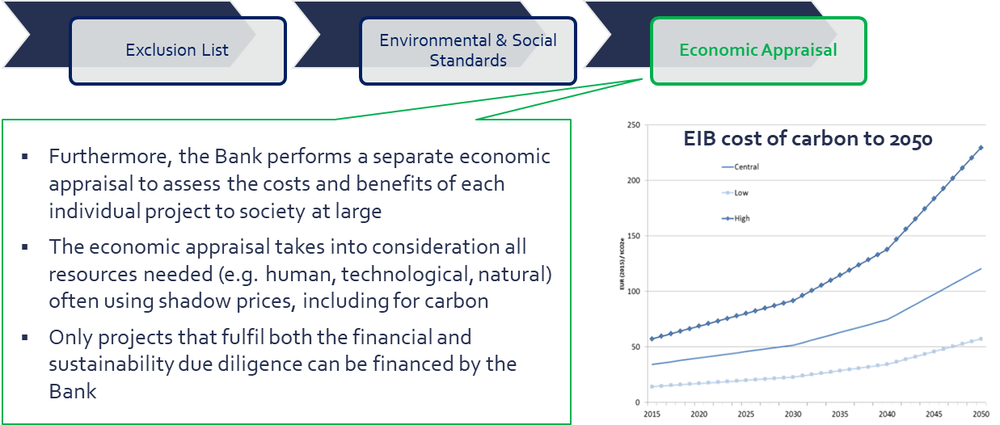 Exclusion List
Environmental & Social
Standards
Economic Appraisal
▪ Furthermore, the Bank performs a separate economic
appraisal to assess the costs and benefits of each
individual project to society at large
▪ The economic appraisal takes into consideration all
resources needed (e.g. human, technological, natural)
often using shadow prices, including for carbon
▪ Only projects that fulfil both the financial and
sustainability due diligence can be financed by the
Bank
EIB cost of carbon to 2050
Central
Low
High
EUR (2015) / tCO2e
250
200
150
100
50
0
2015 2020 2025 2030 2035 2040 2045 2050